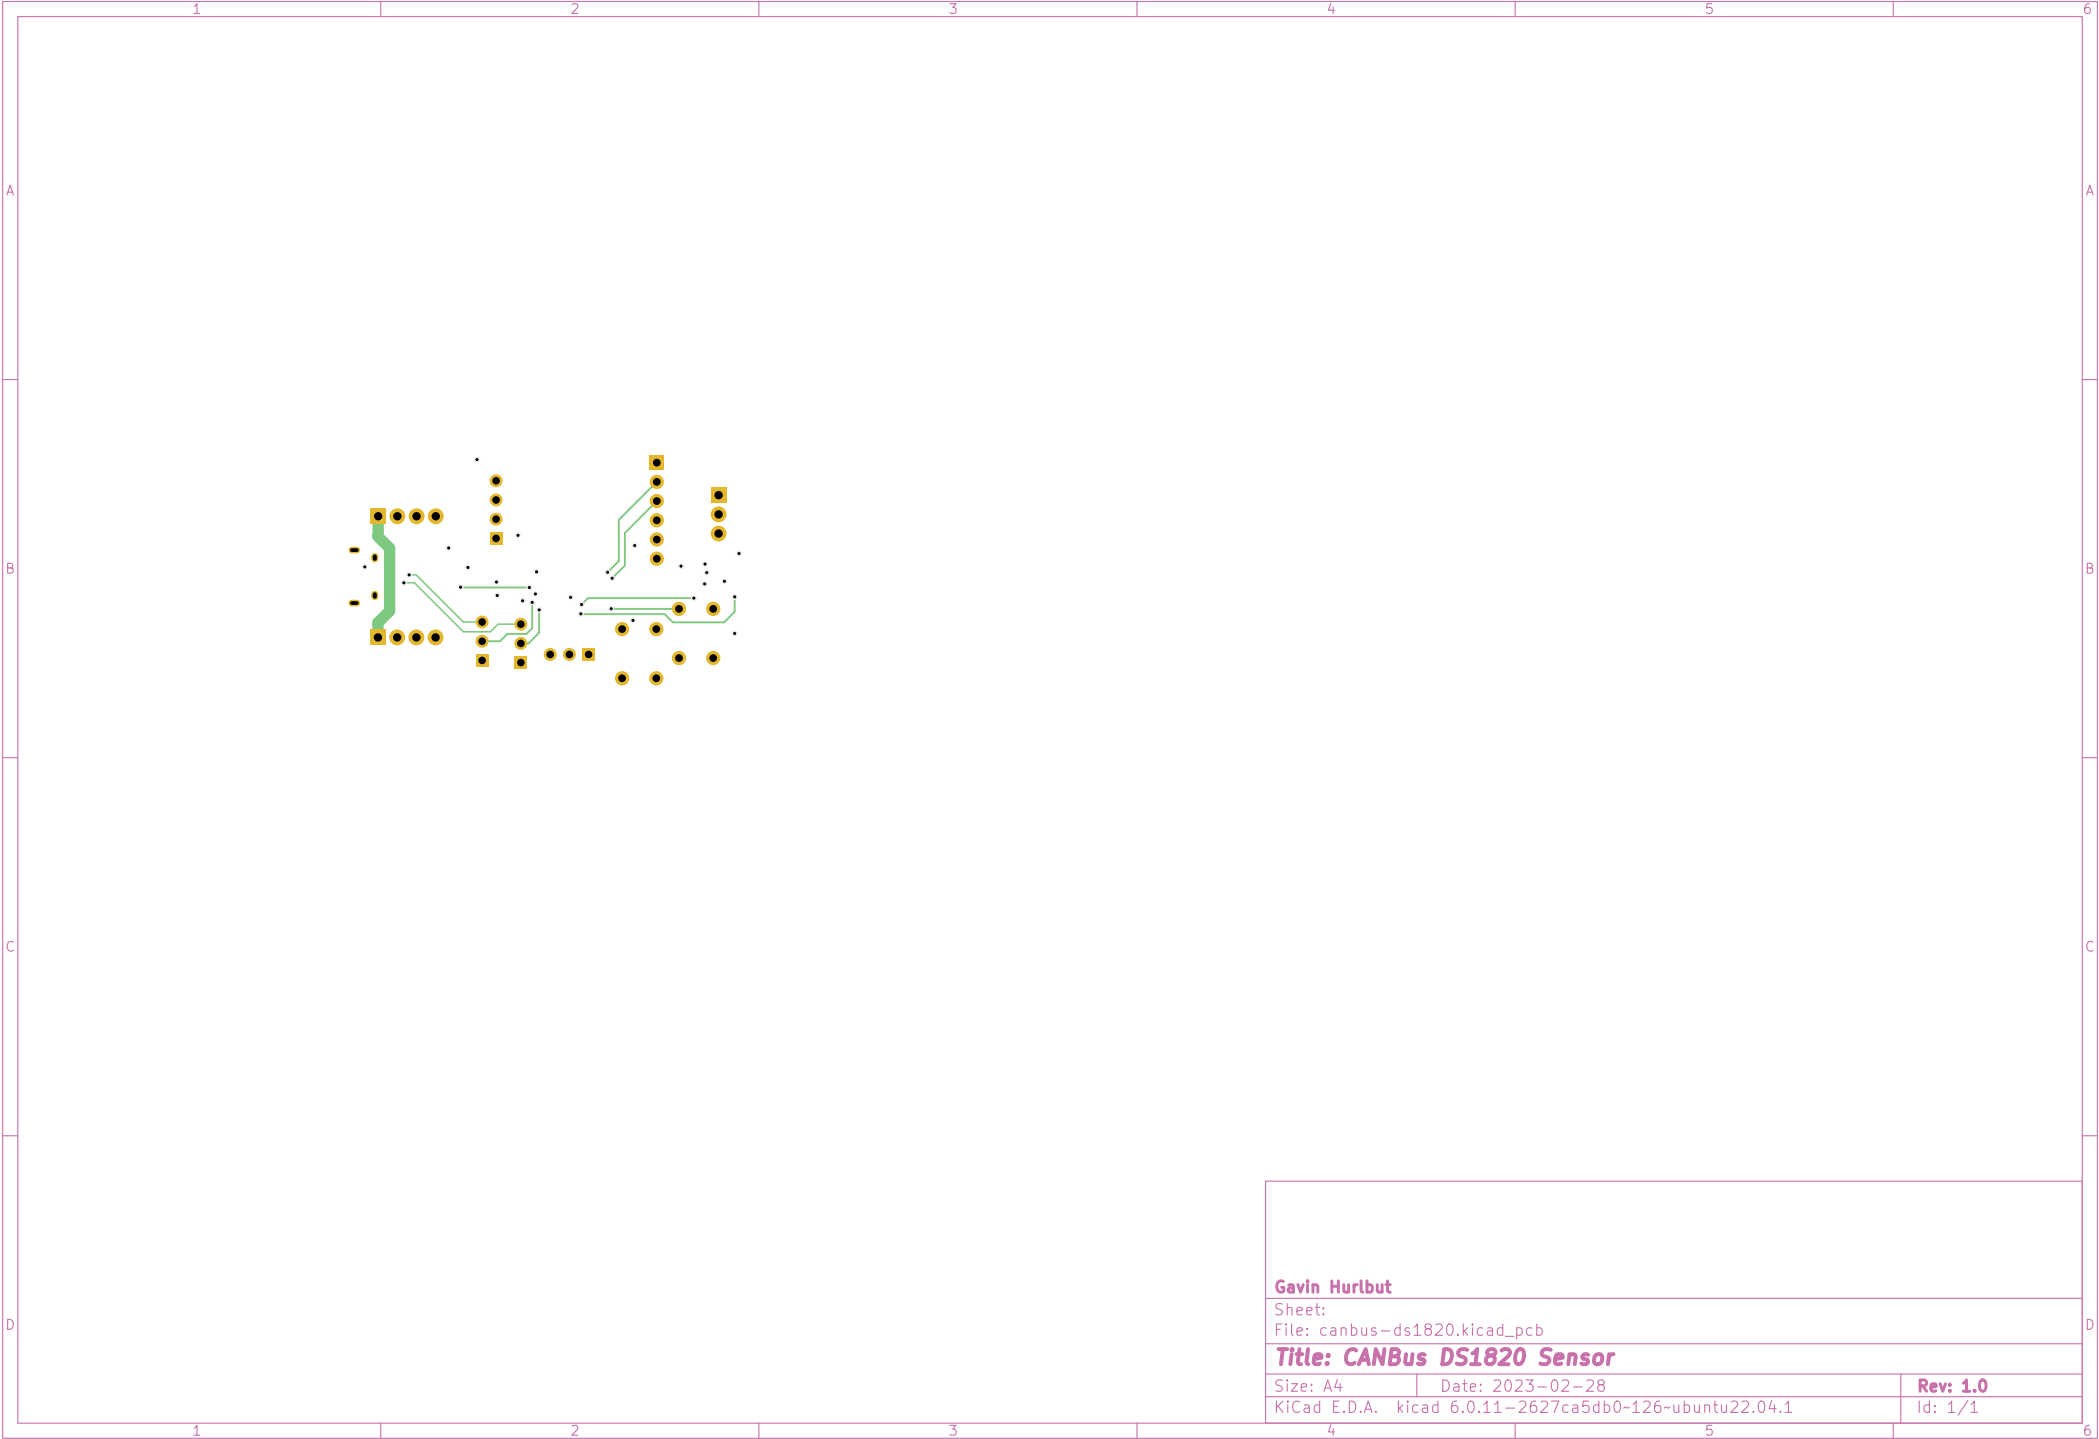 1 2 3 4 5 6
A A
B B
C C
Gavin Hurlbut
Sheet:
File: canbus-ds1820.kicad_pcb
D D
Title: CANBus DS1820 Sensor
Size: A4 Date: 2023-02-28 Rev: 1.0
KiCad E.D.A. kicad 6.0.11-2627ca5db0~126~ubuntu22.04.1 Id: 1/1
1 2 3 4 5 6